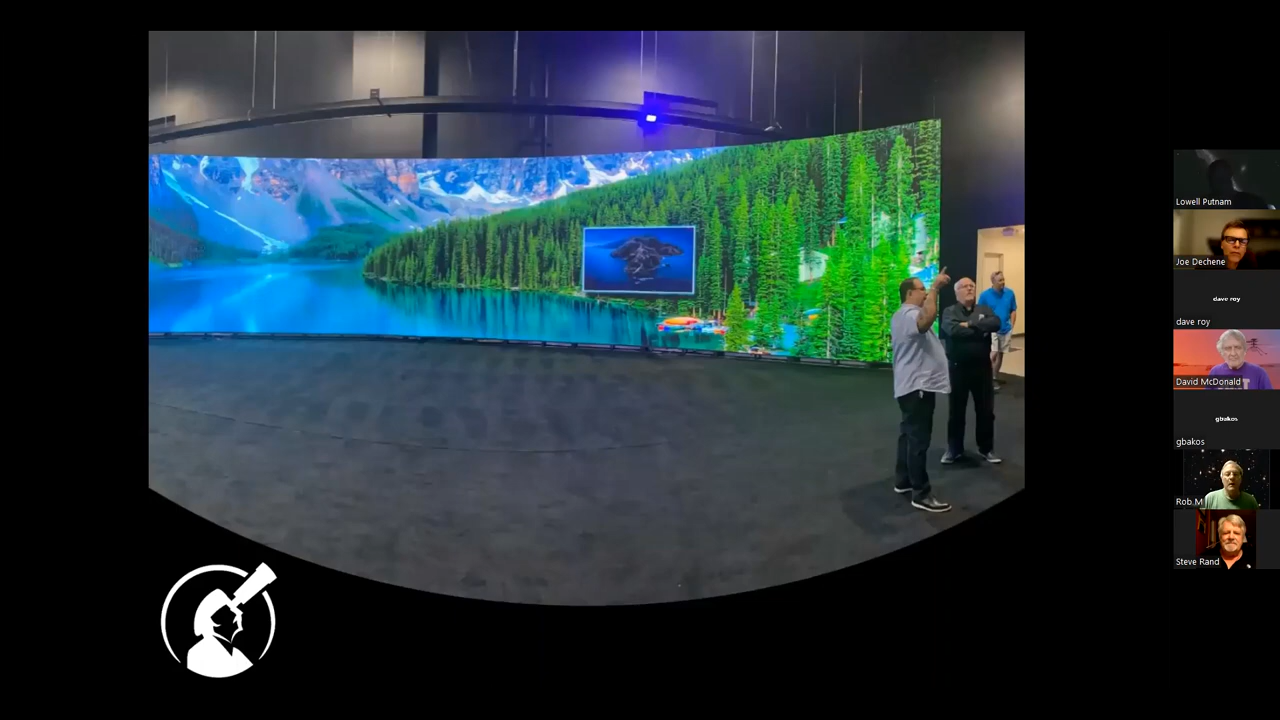 Lowell Putnam
Joe Dechene
dave roy
dave roy
David McDonald
gbakos
gbakos
Rob M
Steve Rand